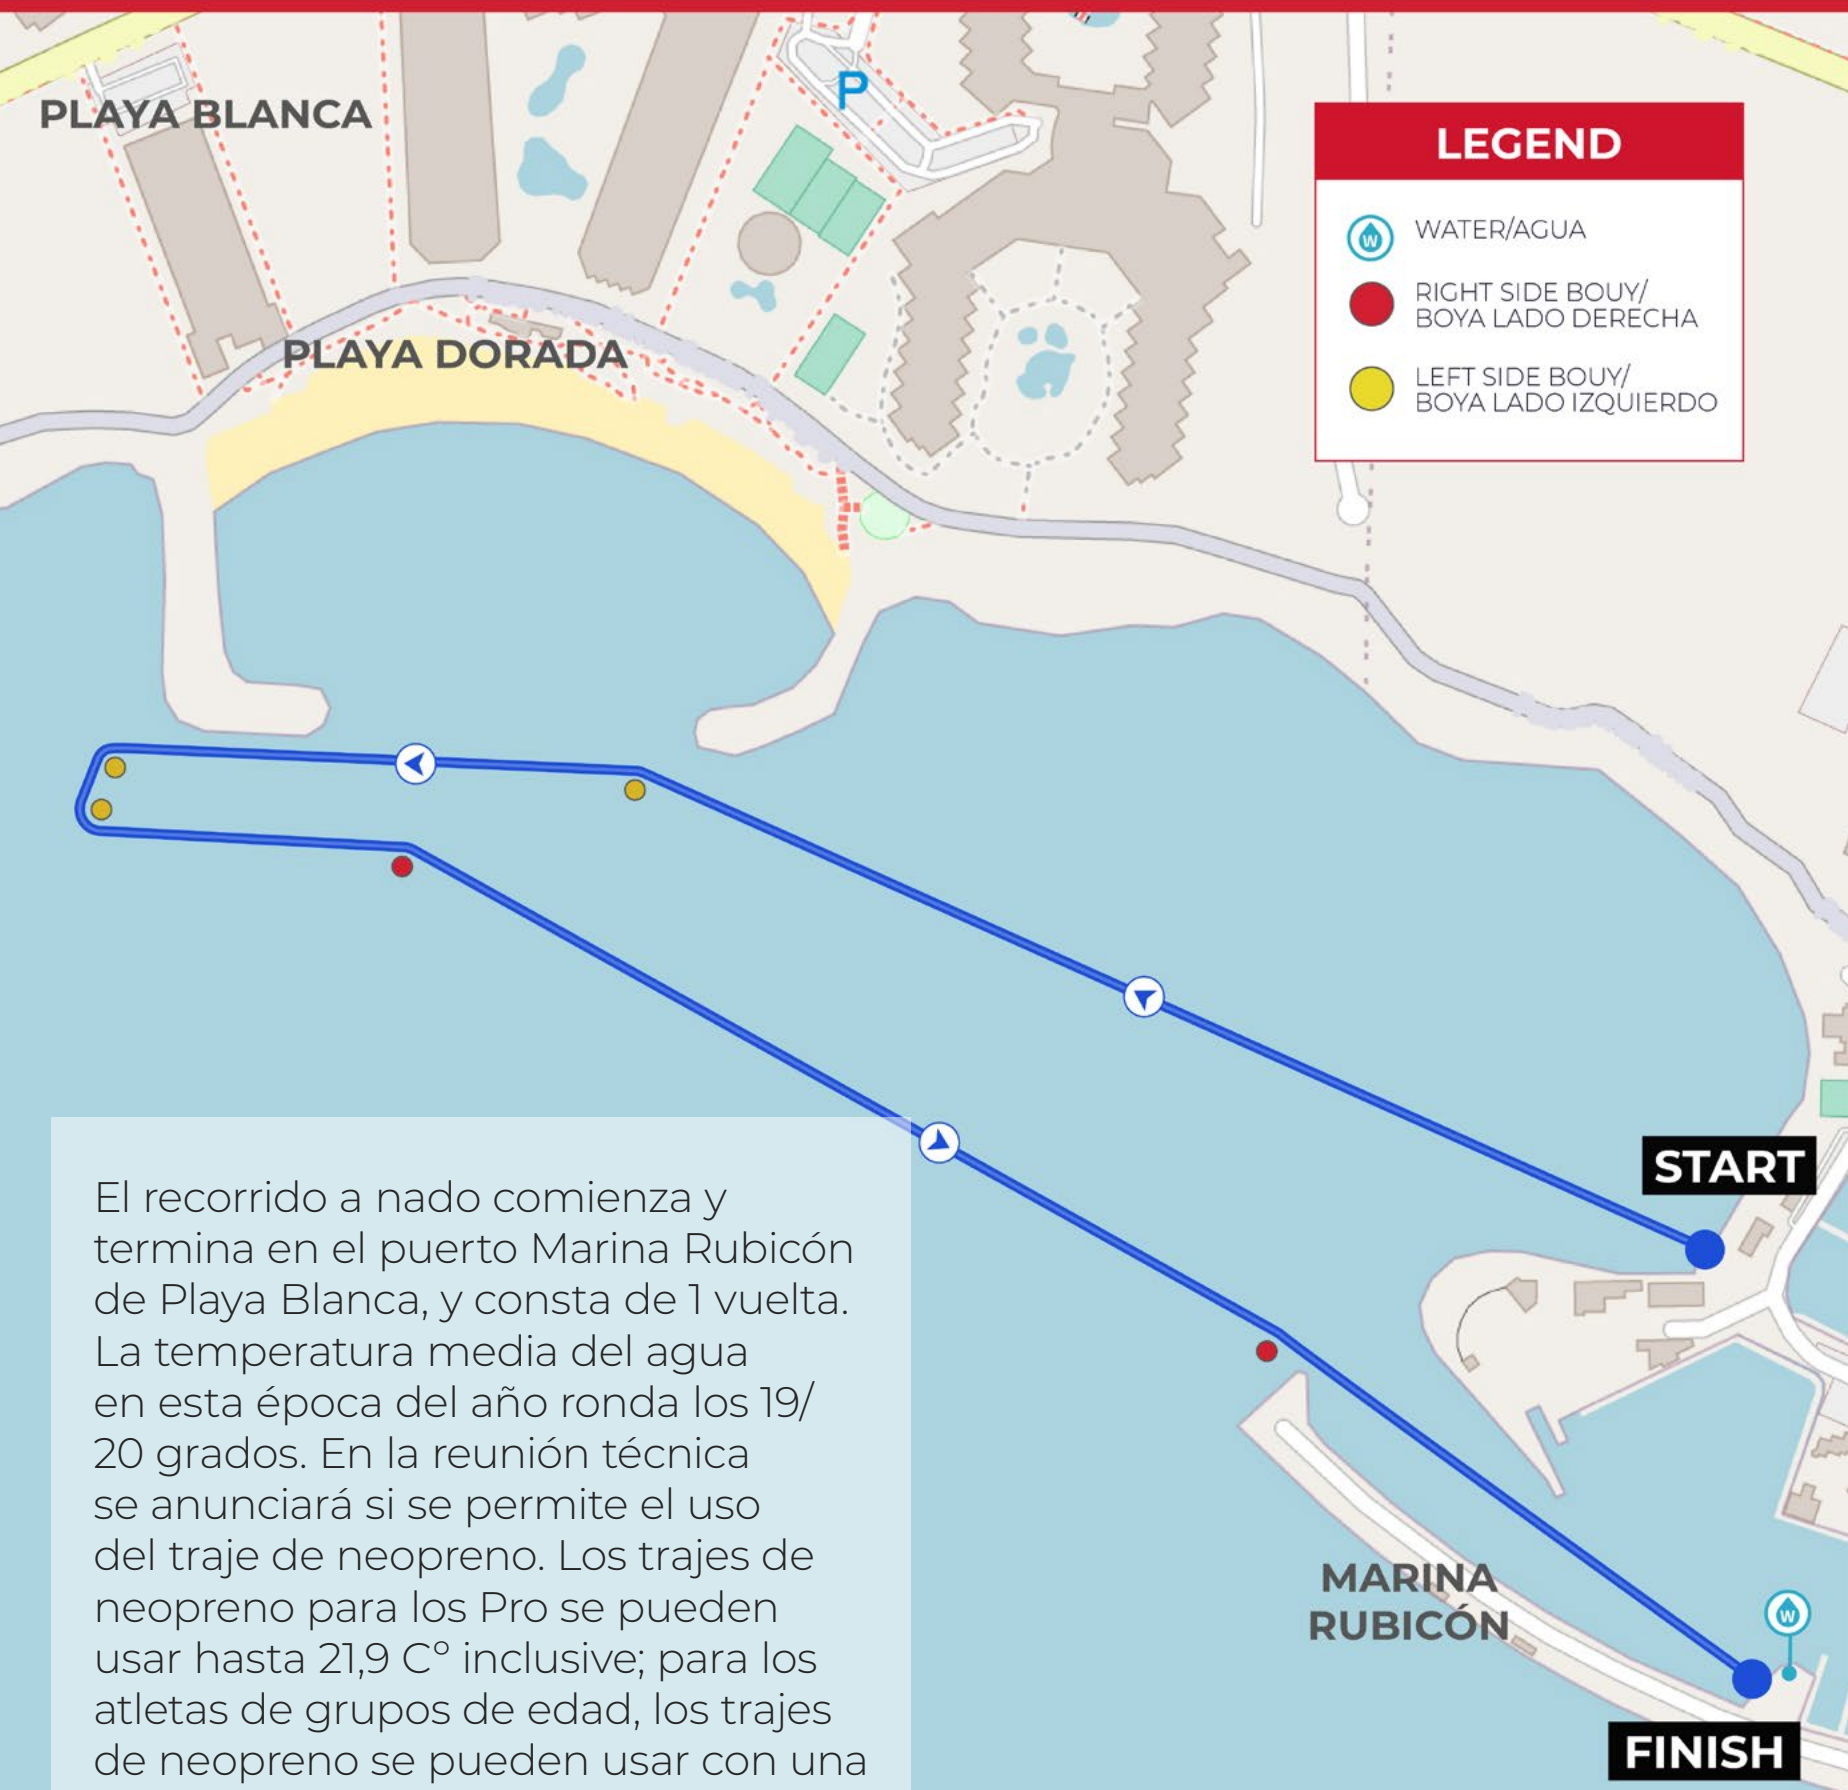 PLAYA BLANCA
P
LEGEND
W
WATER/AGUA
RIGHT SIDE BOUY/
BOYA LADO DERECHA
LEFT SIDE BOUY/
BOYA LADO IZQUIERDO
PLAYA DORADA
START
El recorrido a nado comienza y
termina en el puerto Marina Rubicón
de Playa Blanca, y consta de 1 vuelta.
La temperatura media del agua
en esta época del año ronda los 19/
20 grados. En la reunión técnica
se anunciará si se permite el uso
del traje de neopreno. Los trajes de
neopreno para los Pro se pueden
usar hasta 21,9 Cº inclusive; para los
atletas de grupos de edad, los trajes
de neopreno se pueden usar con una
MARINA
RUBICÓN
W
FINISH